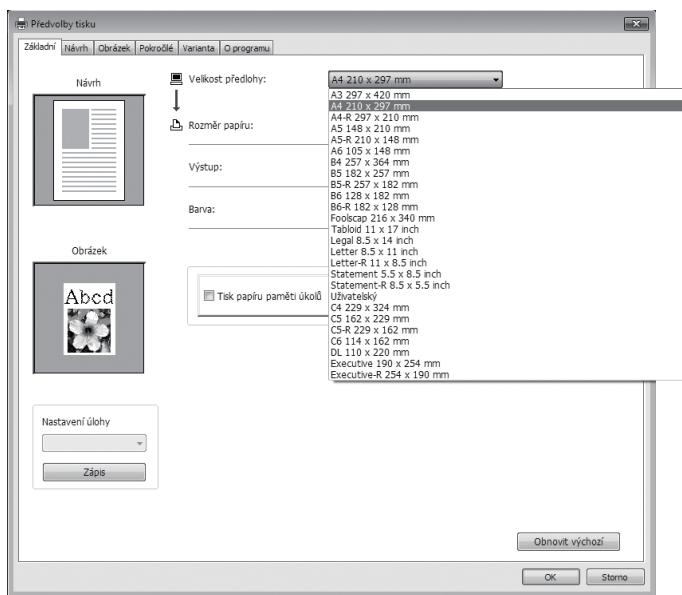 Předvolby tisku
Základní Návrh Obrázek Pokročilé Varianta O programu
Návrh
Velikost předlohy:
A4 210 x 297 mm
A3 297 x 420 mm
A4 210 x 297 mm
A4-R 297 x 210 mm
A5 148 x 210 mm
A5-R 210 x 148 mm
A6 105 x 148 mm
B4 257 x 364 mm
B5 182 x 257 mm
B5-R 257 x 182 mm
B6 128 x 182 mm
B6-R 182 x 128 mm
Foolscap 216 x 340 mm
Tabloid 11 x 17 inch
Legal 8.5 x 14 inch
Letter 8.5 x 11 inch
Letter-R 11 x 8.5 inch
Statement 5.5 x 8.5 inch
Statement-R 8.5 x 5.5 inch
Uživatelský
C4 229 x 324 mm
C5 162 x 229 mm
C5-R 229 x 162 mm
C6 114 x 162 mm
DL 110 x 220 mm
Executive 190 x 254 mm
Executive-R 254 x 190 mm
Rozměr papíru:
Výstup:
Barva:
Obrázek
Abcd
Tisk papíru paměti úkolů
Nastavení úlohy
Zápis
Obnovit výchozí
OK Storno